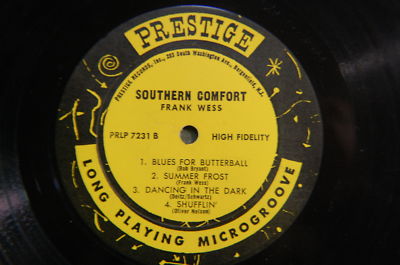 PRESTIGE
PRESTIGE RECORDS, Inc., 203 South Washington Ave., Bergenfield, N.J.
SOUTHERN COMFORT
FRANK WESS
PRLP 7231 B HIGH FIDELITY
1. BLUES FOR BUTTERBALL
(Bob Bryant)
2. SUMMER FROST
(Frank Wess)
3. DANCING IN THE DARK
(Deitz/Schwartz)
4. SHUFFLIN'
(Oliver Nelson)
LONG PLAYING MICROGROOVE